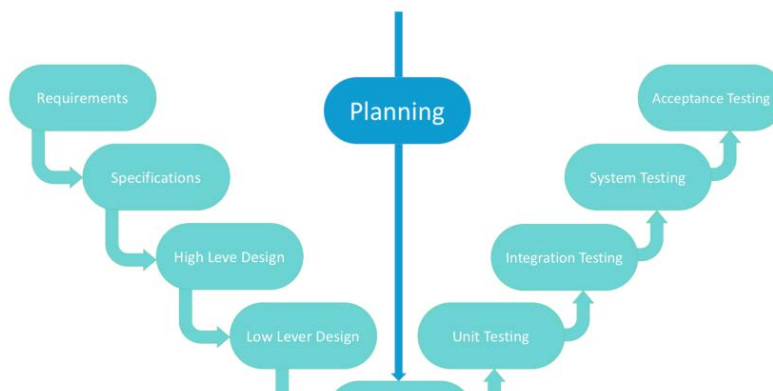 Requirements
Planning
Acceptance Testing
Specifications
System Testing
High Leve Design
Integration Testing
Low Lever Design
Unit Testing